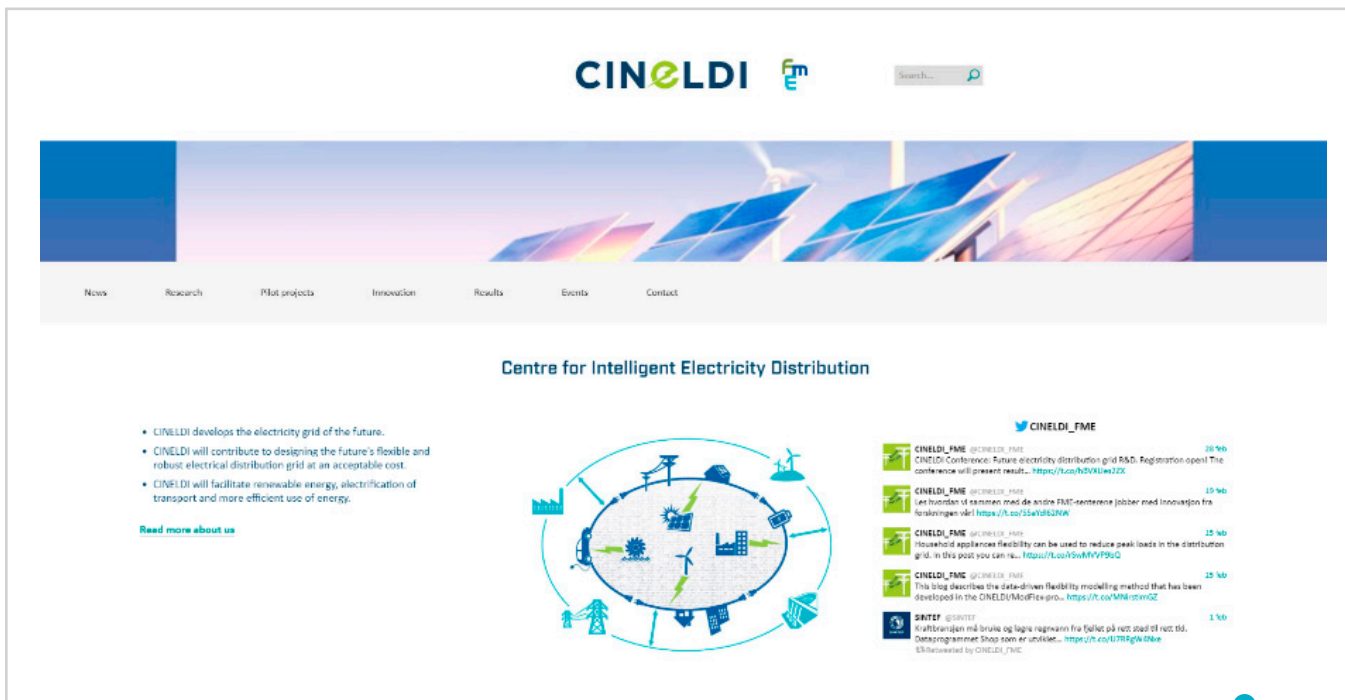 CINELDI FME
Search...
News Research Pilot projects Innovation Results Events Contact
Centre for Intelligent Electricity Distribution
• CINELDI develops the electricity grid of the future.
• CINELDI will contribute to designing the future's flexible and
robust electrical distribution grid at an acceptable cost.
• CINELDI will facilitate renewable energy, electrification of
transport and more efficient use of energy.
Read more about us
CINELDI_FME
CINELDI_FME @CINELDI_FME 28 feb
CINELDI Conference: Future electricity distribution grid R&D. Registration open! The
conference will present result...
CINELDI_FME @CINELDI_FME 19 feb
Les hvordan vi sammen med de andre FME-senterene jobber med innovasjon fra
forskningen vår!
CINELDI_FME @CINELDI_FME 15 feb
Household appliances flexibility can be used to reduce peak loads in the distribution
grid. In this post you can re...
CINELDI_FME @CINELDI_FME 15 feb
This blog describes the data-driven flexibility modelling method that has been
developed in the CINELDI/ModFlex-pro...
SINTEF @SINTEF 1 feb
Kraftbransjen må bruke og lagre regnvann fra fjellet på rett sted til rett tid.
Dataprogrammet Shop som er utviklet...
Retweeted by CINELDI_FME